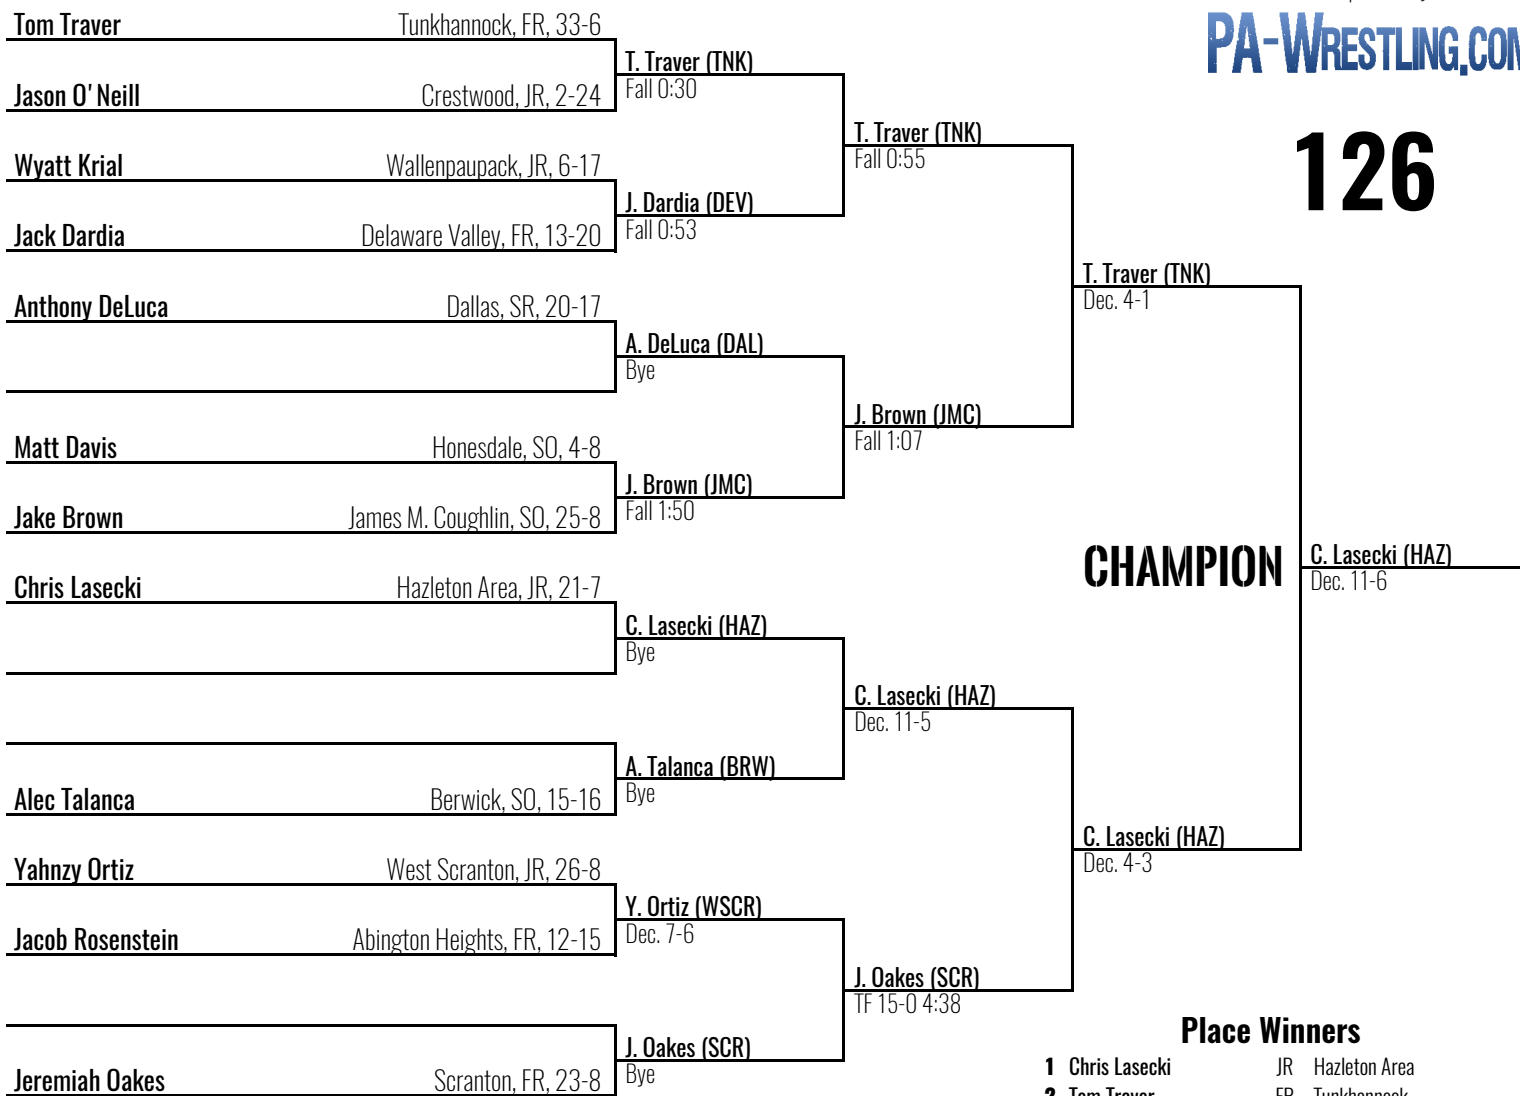 Tom Traver Tunkhannock, FR, 33-6
T. Traver (TNK)
Fall 0:30
Jason O'Neill Crestwood, JR, 2-24
T. Traver (TNK)
Fall 0:55
Wyatt Krial Wallenpaupack, JR, 6-17
J. Dardia (DEV)
Fall 0:53
Jack Dardia Delaware Valley, FR, 13-20
T. Traver (TNK)
Dec. 4-1
Anthony DeLuca Dallas, SR, 20-17
A. DeLuca (DAL)
Bye
J. Brown (JMC)
Fall 1:07
Matt Davis Honesdale, SO, 4-8
J. Brown (JMC)
Fall 1:50
Jake Brown James M. Coughlin, SO, 25-8
PA-WRESTLING.COM
126
CHAMPION
C. Lasecki (HAZ)
Dec. 11-6
Chris Lasecki Hazleton Area, JR, 21-7
C. Lasecki (HAZ)
Bye
C. Lasecki (HAZ)
Dec. 11-5
A. Talanca (BRW)
Bye
Alec Talanca Berwick, SO, 15-16
C. Lasecki (HAZ)
Dec. 4-3
Yahnzy Ortiz West Scranton, JR, 26-8
Y. Ortiz (WSCR)
Dec. 7-6
Jacob Rosenstein Abington Heights, FR, 12-15
J. Oakes (SCR)
TF 15-0 4:38
J. Oakes (SCR)
Bye
Jeremiah Oakes Scranton, FR, 23-8
Place Winners
1 Chris Lasecki JR Hazleton Area
2 Tom Traver FR Tunkhannock